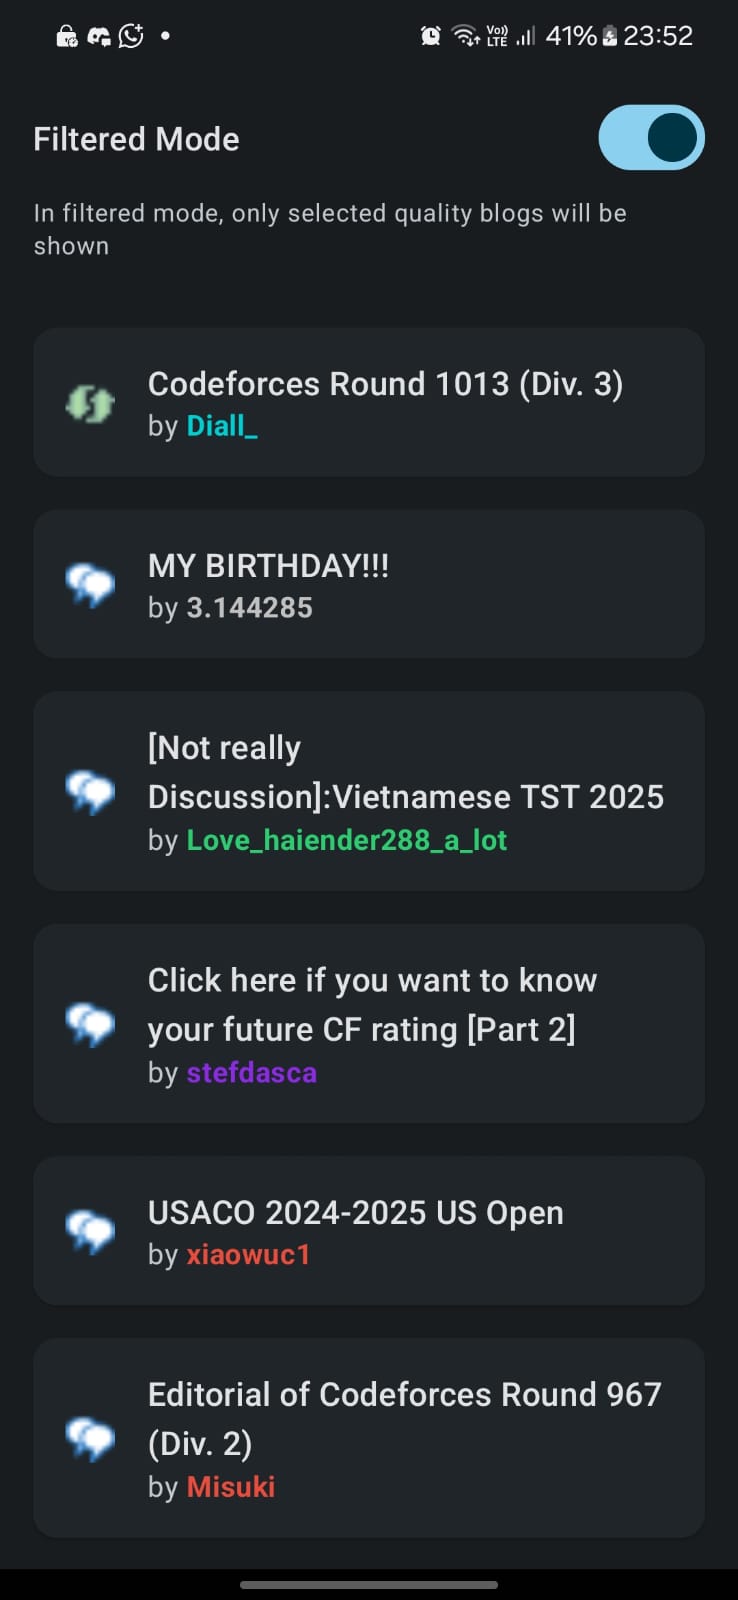 Vo))
LTE
41%
23:52
Filtered Mode
In filtered mode, only selected quality blogs will be
shown
Codeforces Round 1013 (Div. 3)
by Diall_
MY BIRTHDAY!!!
by 3.144285
[Not really
Discussion]:Vietnamese TST 2025
by Love_haiender288_a_lot
Click here if you want to know
your future CF rating [Part 2]
by stefdasca
USACO 2024-2025 US Open
by xiaowuc1
Editorial of Codeforces Round 967
(Div. 2)
by Misuki